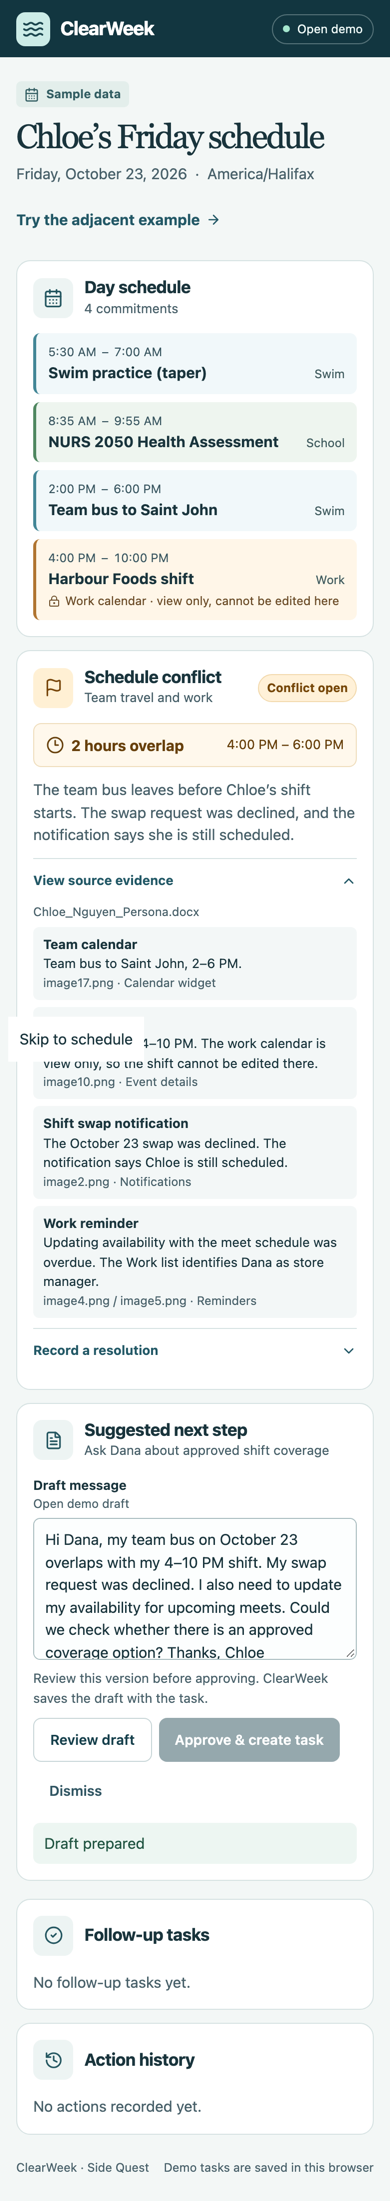 ClearWeek
Open demo
Sample data
Chloe’s Friday schedule
Friday, October 23, 2026 · America/Halifax
Try the adjacent example →
Day schedule
4 commitments
5:30 AM – 7:00 AM
Swim practice (taper)
Swim
8:35 AM – 9:55 AM
NURS 2050 Health Assessment
School
2:00 PM – 6:00 PM
Team bus to Saint John
Swim
4:00 PM – 10:00 PM
Harbour Foods shift
Work
Work calendar · view only, cannot be edited here
Schedule conflict
Team travel and work
Conflict open
2 hours overlap
4:00 PM – 6:00 PM
The team bus leaves before Chloe’s shift
starts. The swap request was declined, and the
notification says she is still scheduled.
View source evidence
Chloe_Nguyen_Persona.docx
Team calendar
Team bus to Saint John, 2–6 PM.
image17.png · Calendar widget
Skip to schedule
4–10 PM. The work calendar is
view only, so the shift cannot be edited there.
image10.png · Event details
Shift swap notification
The October 23 swap was declined. The
notification says Chloe is still scheduled.
image2.png · Notifications
Work reminder
Updating availability with the meet schedule was
overdue. The Work list identifies Dana as store
manager.
image4.png / image5.png · Reminders
Record a resolution
Suggested next step
Ask Dana about approved shift coverage
Draft message
Open demo draft
Hi Dana, my team bus on October 23
overlaps with my 4–10 PM shift. My swap
request was declined. I also need to update
my availability for upcoming meets. Could
we check whether there is an approved
coverage option? Thanks, Chloe
Review this version before approving. ClearWeek
saves the draft with the task.
Review draft
Approve & create task
Dismiss
Draft prepared
Follow-up tasks
No follow-up tasks yet.
Action history
No actions recorded yet.
ClearWeek · Side Quest
Demo tasks are saved in this browser